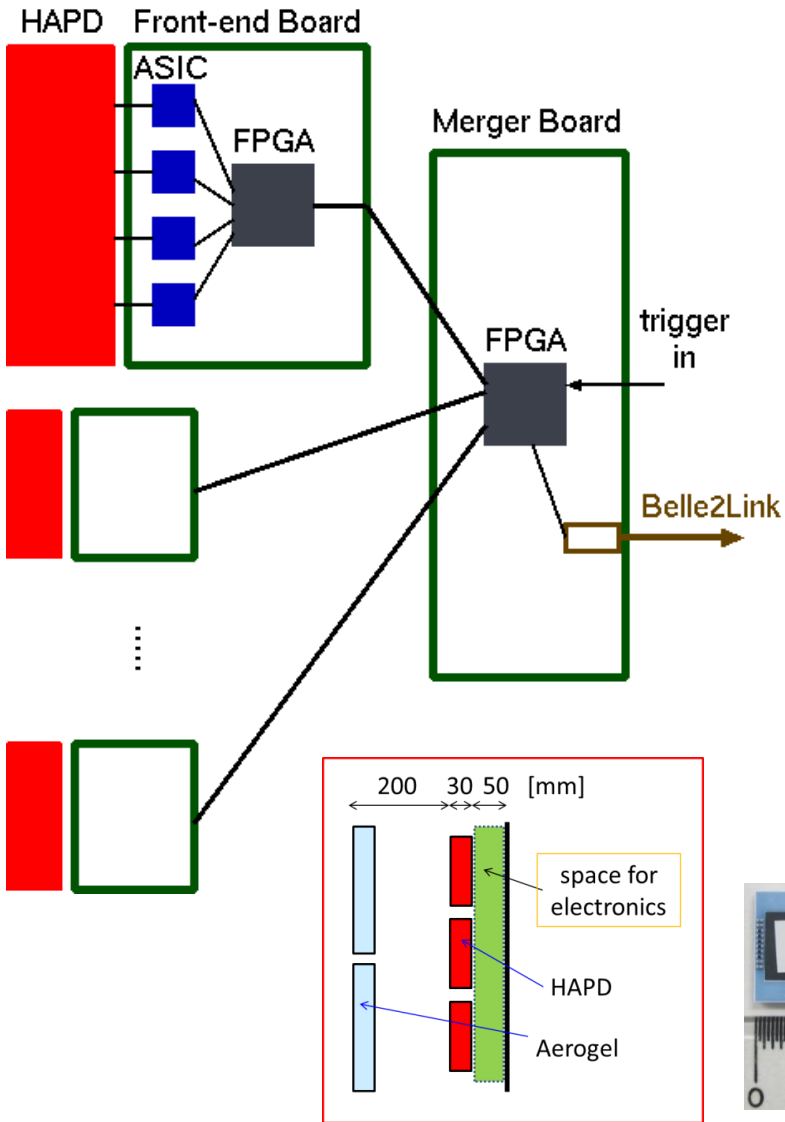 HAPD Front-end Board
ASIC
FPGA
Merger Board
FPGA
trigger
in
Belle2Link
200 30 50 [mm]
space for
electronics
HAPD
Aerogel
0